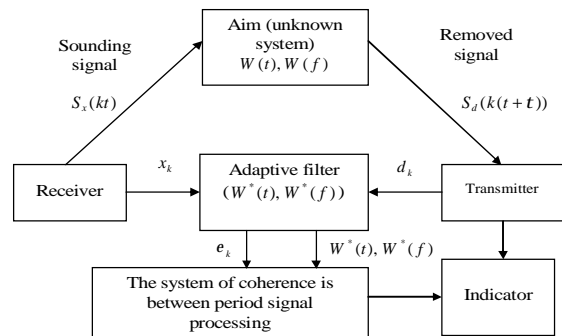 Aim (unknown
system)
W(t), W(f)
Sounding
signal
Removed
signal
S_x(kt)
S_d(k(t+t))
Receiver
x_k
Adaptive filter
(W*(t), W*(f))
d_k
Transmitter
e_k
W*(t), W*(f)
The system of coherence is
between period signal
processing
Indicator